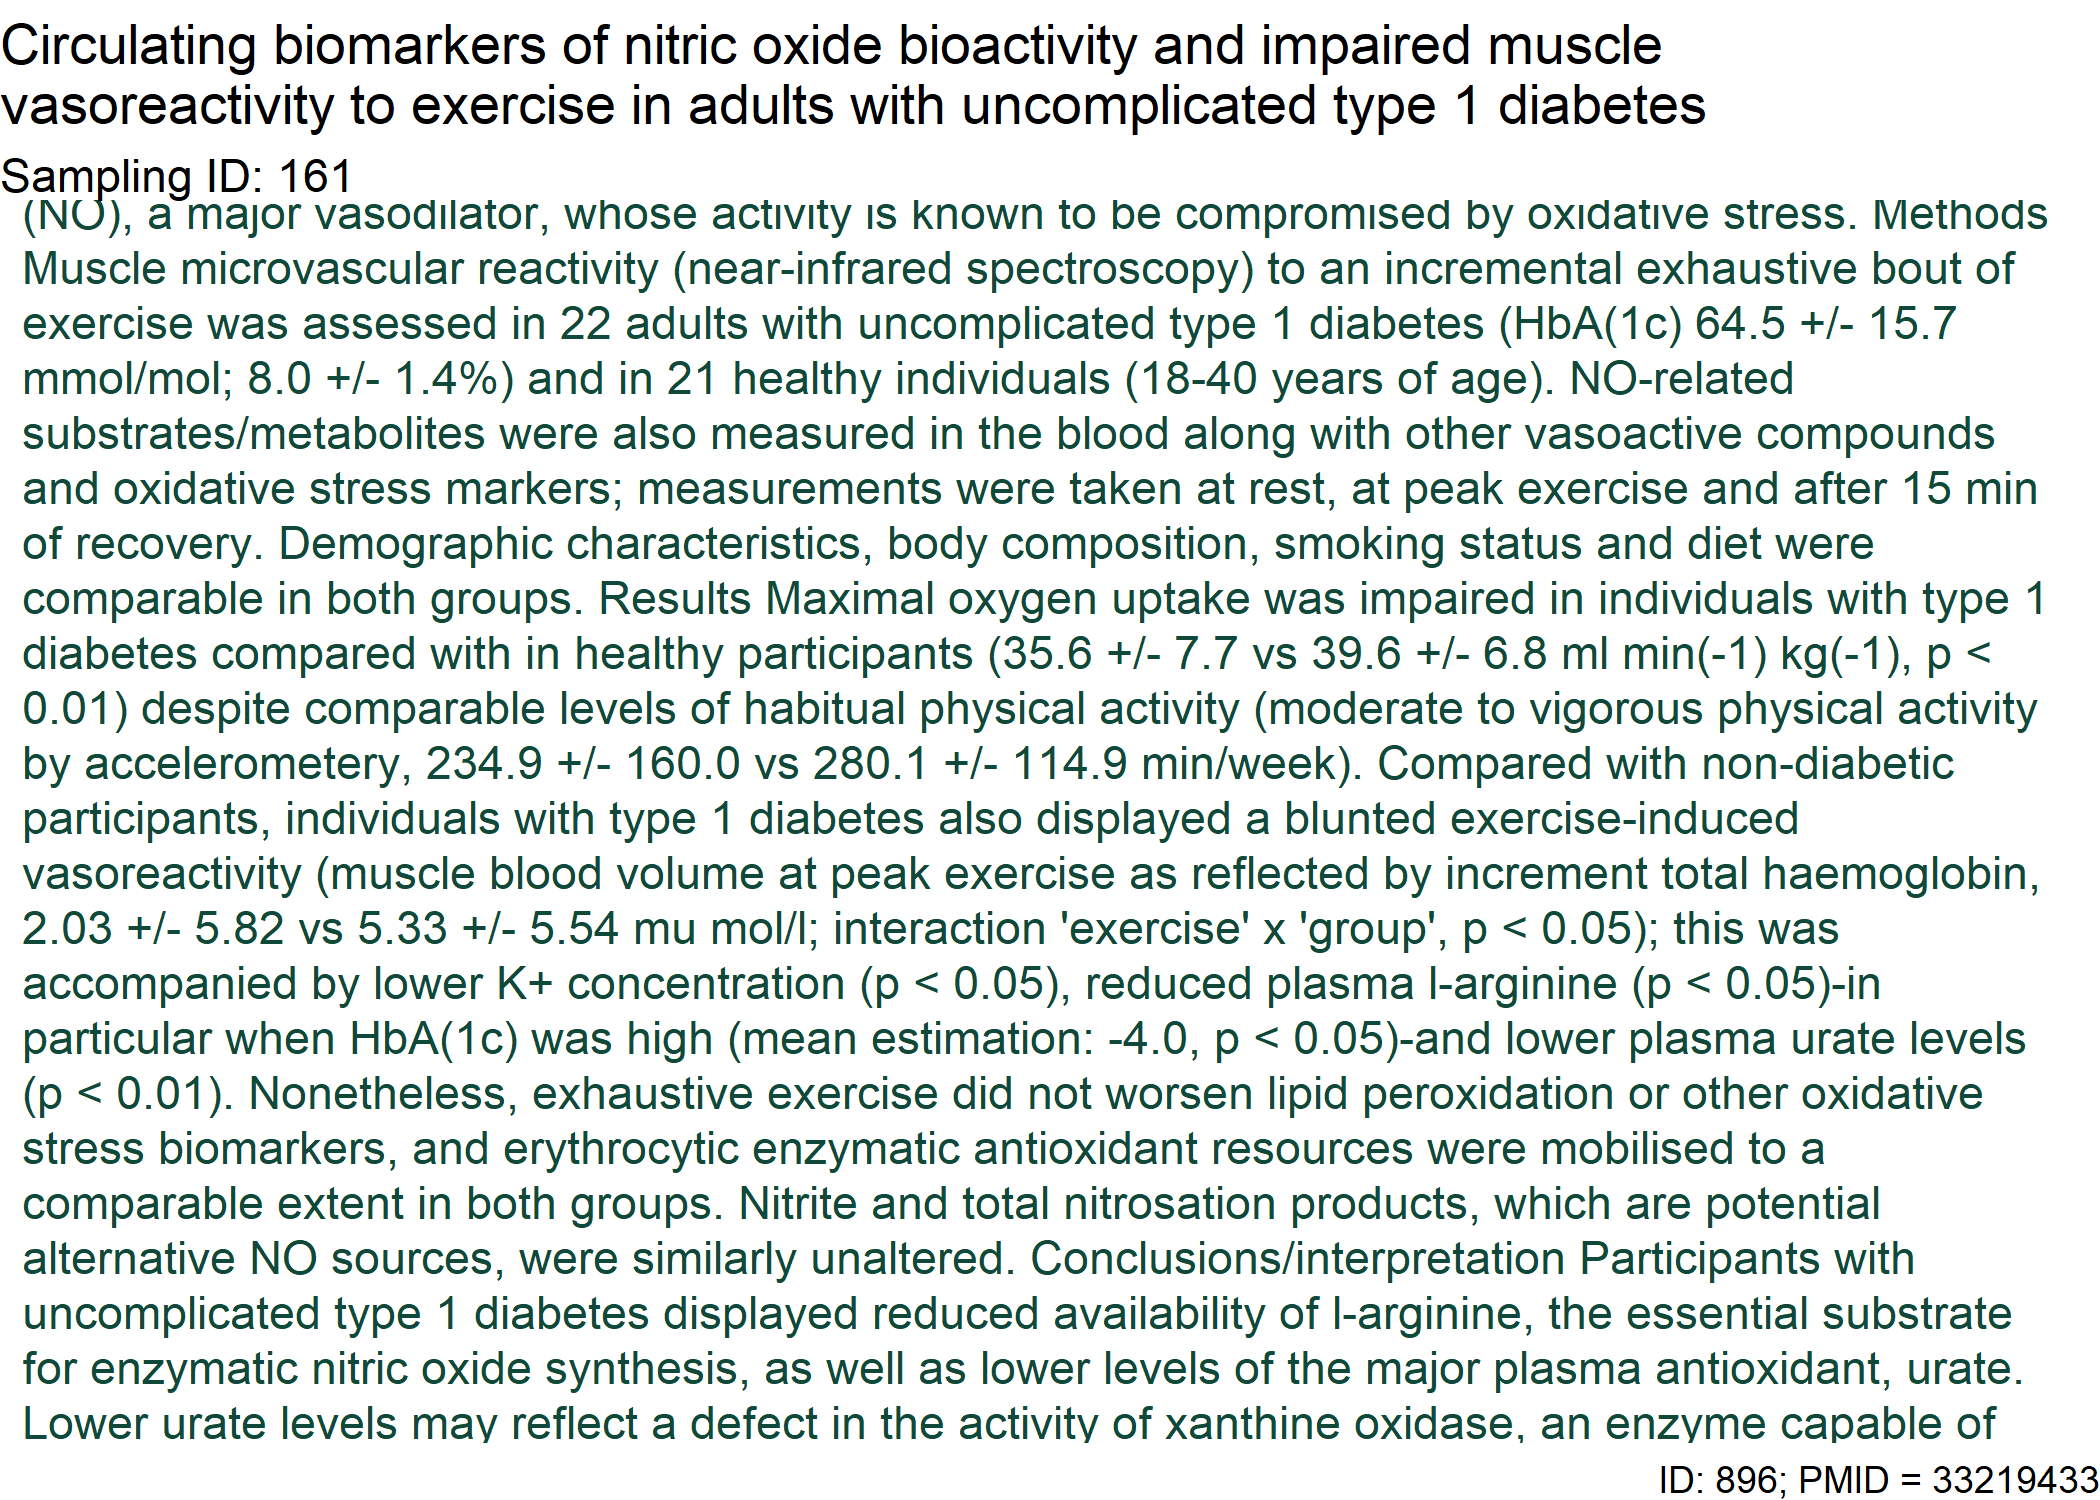 Circulating biomarkers of nitric oxide bioactivity and impaired muscle
vasoreactivity to exercise in adults with uncomplicated type 1 diabetes
Sampling ID: 161
(NO), a major vasodilator, whose activity is known to be compromised by oxidative stress. Methods
Muscle microvascular reactivity (near-infrared spectroscopy) to an incremental exhaustive bout of
exercise was assessed in 22 adults with uncomplicated type 1 diabetes (HbA(1c) 64.5 +/- 15.7
mmol/mol; 8.0 +/- 1.4%) and in 21 healthy individuals (18-40 years of age). NO-related
substrates/metabolites were also measured in the blood along with other vasoactive compounds
and oxidative stress markers; measurements were taken at rest, at peak exercise and after 15 min
of recovery. Demographic characteristics, body composition, smoking status and diet were
comparable in both groups. Results Maximal oxygen uptake was impaired in individuals with type 1
diabetes compared with in healthy participants (35.6 +/- 7.7 vs 39.6 +/- 6.8 ml min(-1) kg(-1), p <
0.01) despite comparable levels of habitual physical activity (moderate to vigorous physical activity
by accelerometery, 234.9 +/- 160.0 vs 280.1 +/- 114.9 min/week). Compared with non-diabetic
participants, individuals with type 1 diabetes also displayed a blunted exercise-induced
vasoreactivity (muscle blood volume at peak exercise as reflected by increment total haemoglobin,
2.03 +/- 5.82 vs 5.33 +/- 5.54 mu mol/l; interaction 'exercise' x 'group', p < 0.05); this was
accompanied by lower K+ concentration (p < 0.05), reduced plasma l-arginine (p < 0.05)-in
particular when HbA(1c) was high (mean estimation: -4.0, p < 0.05)-and lower plasma urate levels
(p < 0.01). Nonetheless, exhaustive exercise did not worsen lipid peroxidation or other oxidative
stress biomarkers, and erythrocytic enzymatic antioxidant resources were mobilised to a
comparable extent in both groups. Nitrite and total nitrosation products, which are potential
alternative NO sources, were similarly unaltered. Conclusions/interpretation Participants with
uncomplicated type 1 diabetes displayed reduced availability of l-arginine, the essential substrate
for enzymatic nitric oxide synthesis, as well as lower levels of the major plasma antioxidant, urate.
Lower urate levels may reflect a defect in the activity of xanthine oxidase, an enzyme capable of
ID: 896; PMID = 33219433